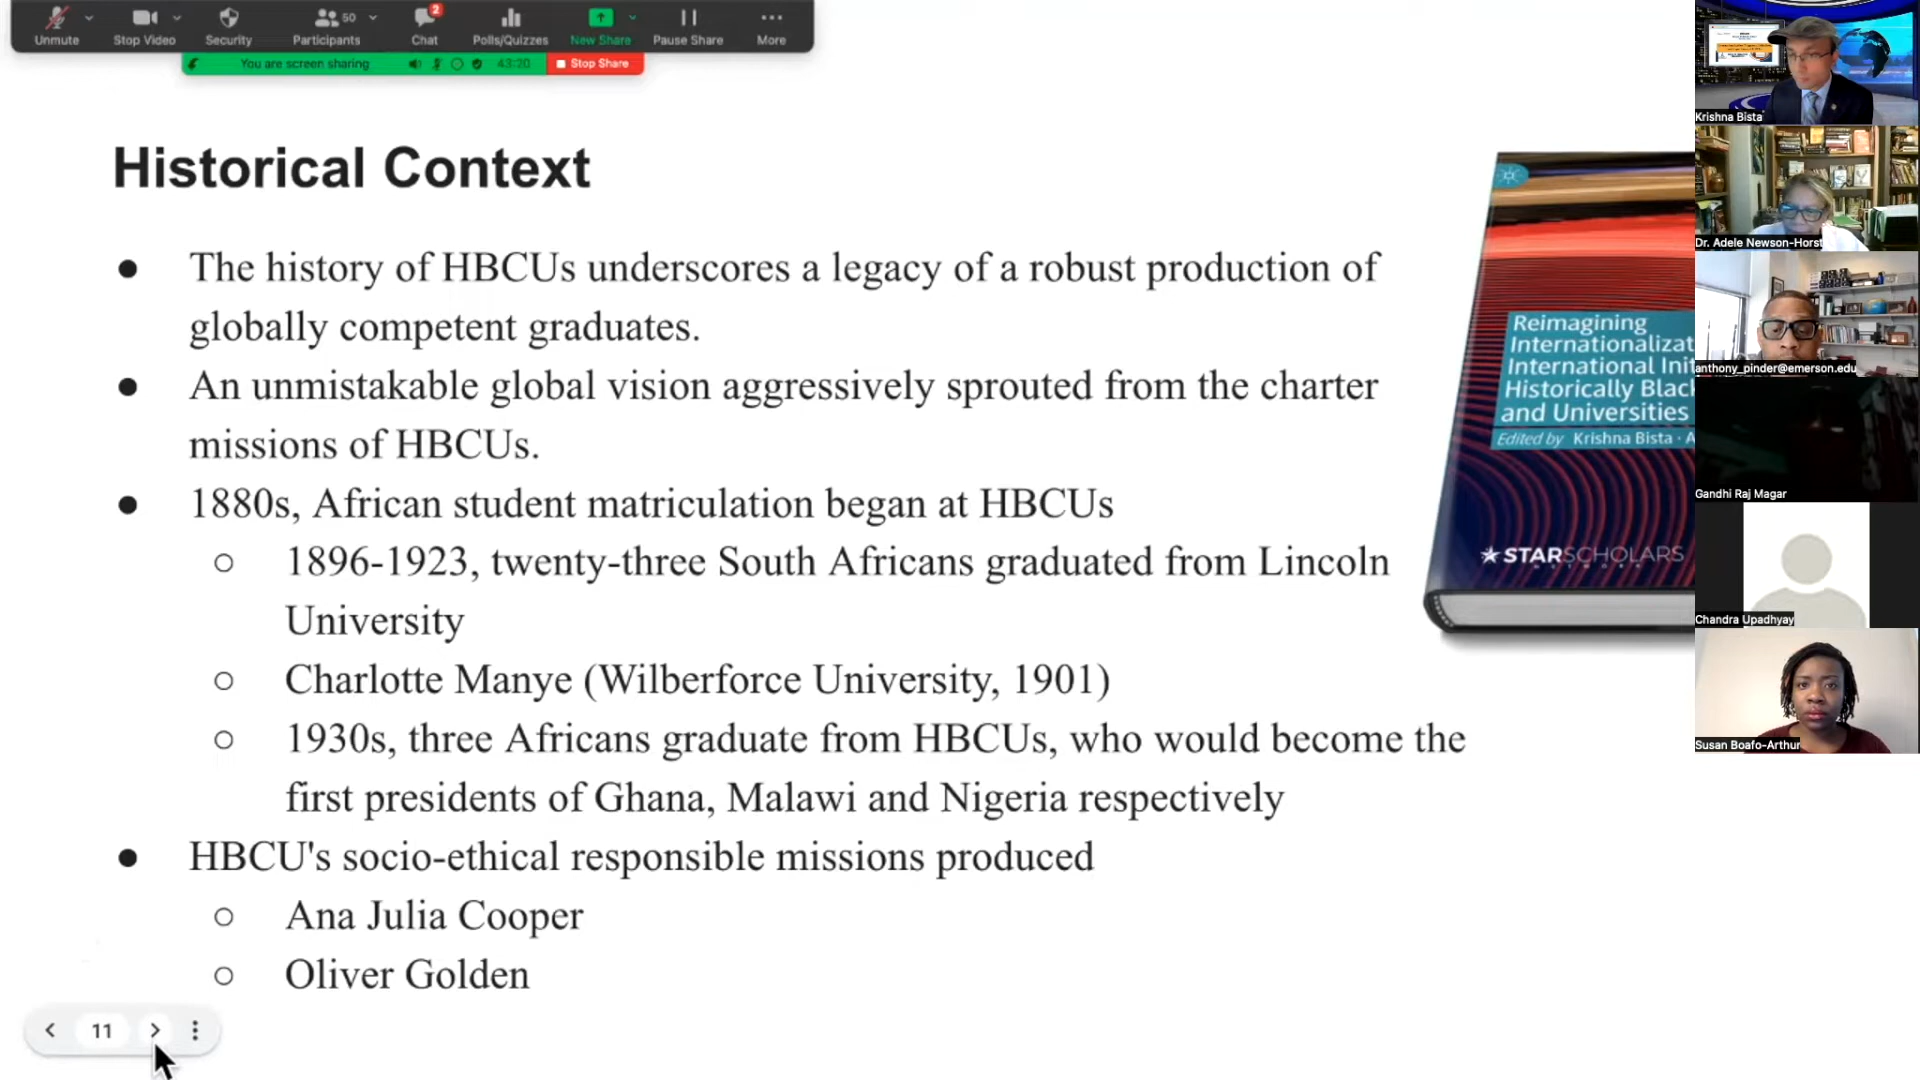 50
2
Unmute
Stop Video
Security
Participants
Chat
Polls/Quizzes
New Share
Pause Share
More
You are screen sharing
43:20
Stop Share
Historical Context
● The history of HBCUs underscores a legacy of a robust production of
globally competent graduates.
● An unmistakable global vision aggressively sprouted from the charter
missions of HBCUs.
● 1880s, African student matriculation began at HBCUs
○ 1896-1923, twenty-three South Africans graduated from Lincoln
University
○ Charlotte Manye (Wilberforce University, 1901)
○ 1930s, three Africans graduate from HBCUs, who would become the
first presidents of Ghana, Malawi and Nigeria respectively
● HBCU's socio-ethical responsible missions produced
○ Ana Julia Cooper
○ Oliver Golden
11
Reimagining
Internationalizat
International Init
Historically Blac
and Universities
Edited by Krishna Bista · A
STARSCHOLARS
NETWORK
Krishna Bista
Dr. Adele Newson-Horst
anthony_pinder@emerson.edu
Gandhi Raj Magar
Chandra Upadhyay
Susan Boafo-Arthur